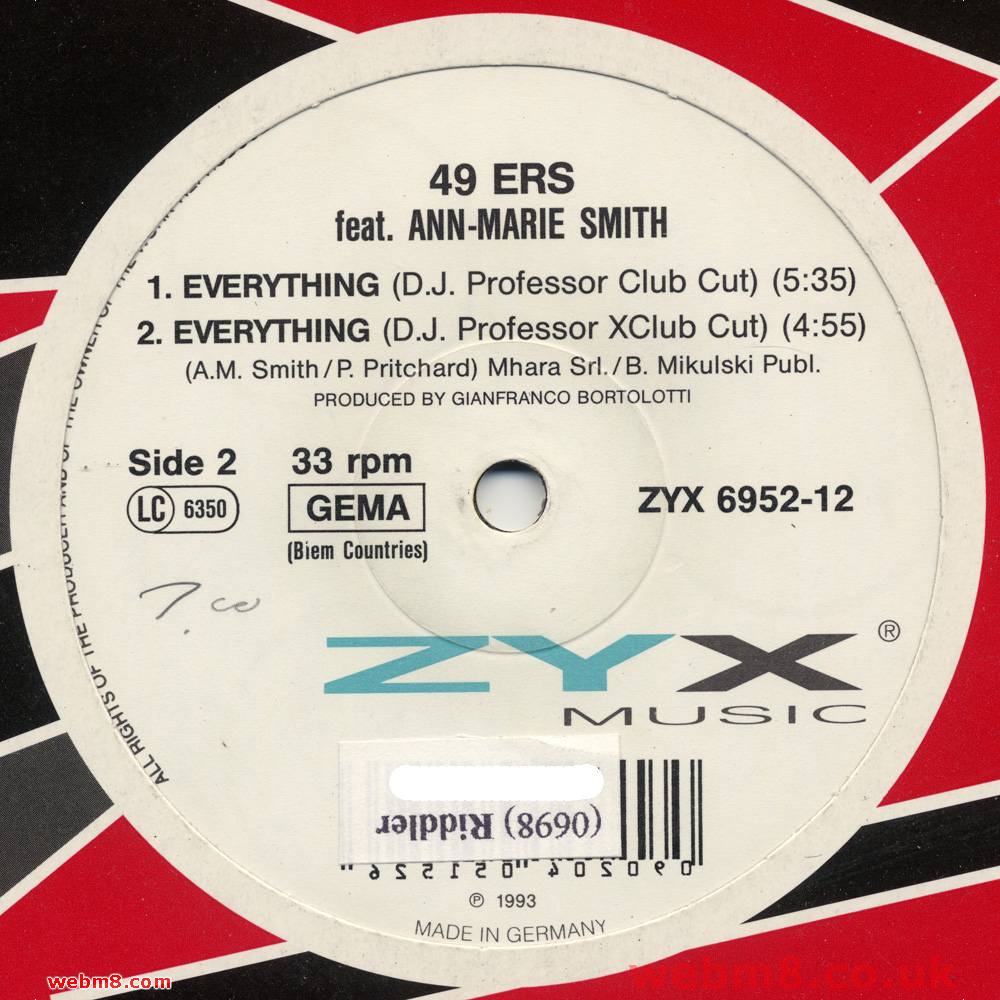 49 ERS
feat. ANN-MARIE SMITH
1. EVERYTHING (D.J. Professor Club Cut) (5:35)
2. EVERYTHING (D.J. Professor XClub Cut) (4:55)
(A.M. Smith/P. Pritchard) Mhara Srl./B. Mikulski Publ.
PRODUCED BY GIANFRANCO BORTOLOTTI
Side 2 33 rpm
LC 6350 GEMA ZYX 6952-12
(Biem Countries)
ZYX ®
MUSIC
(0698) Riddler
090204 051526
℗ 1993
MADE IN GERMANY
ALL RIGHTS OF THE PRODUCER AND OF THE OWNER OF THE
webm8.com
webm8.co.uk